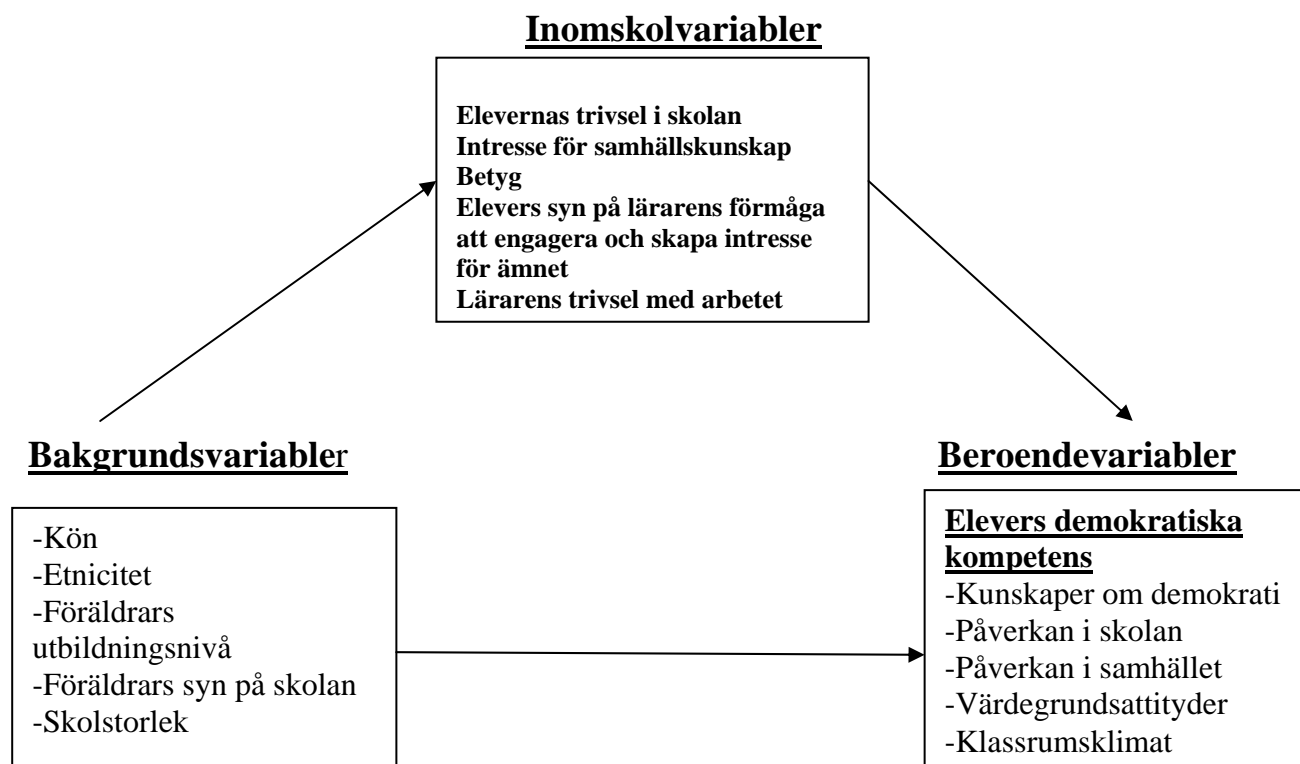 Inomskolvariabler
Elevernas trivsel i skolan
Intresse för samhällskunskap
Betyg
Elevers syn på lärarens förmåga
att engagera och skapa intresse
för ämnet
Lärarens trivsel med arbetet
Bakgrundsvariabler
-Kön
-Etnicitet
-Föräldrars
utbildningsnivå
-Föräldrars syn på skolan
-Skolstorlek
Beroendevariabler
Elevers demokratiska
kompetens
-Kunskaper om demokrati
-Påverkan i skolan
-Påverkan i samhället
-Värdegrundsattityder
-Klassrumsklimat